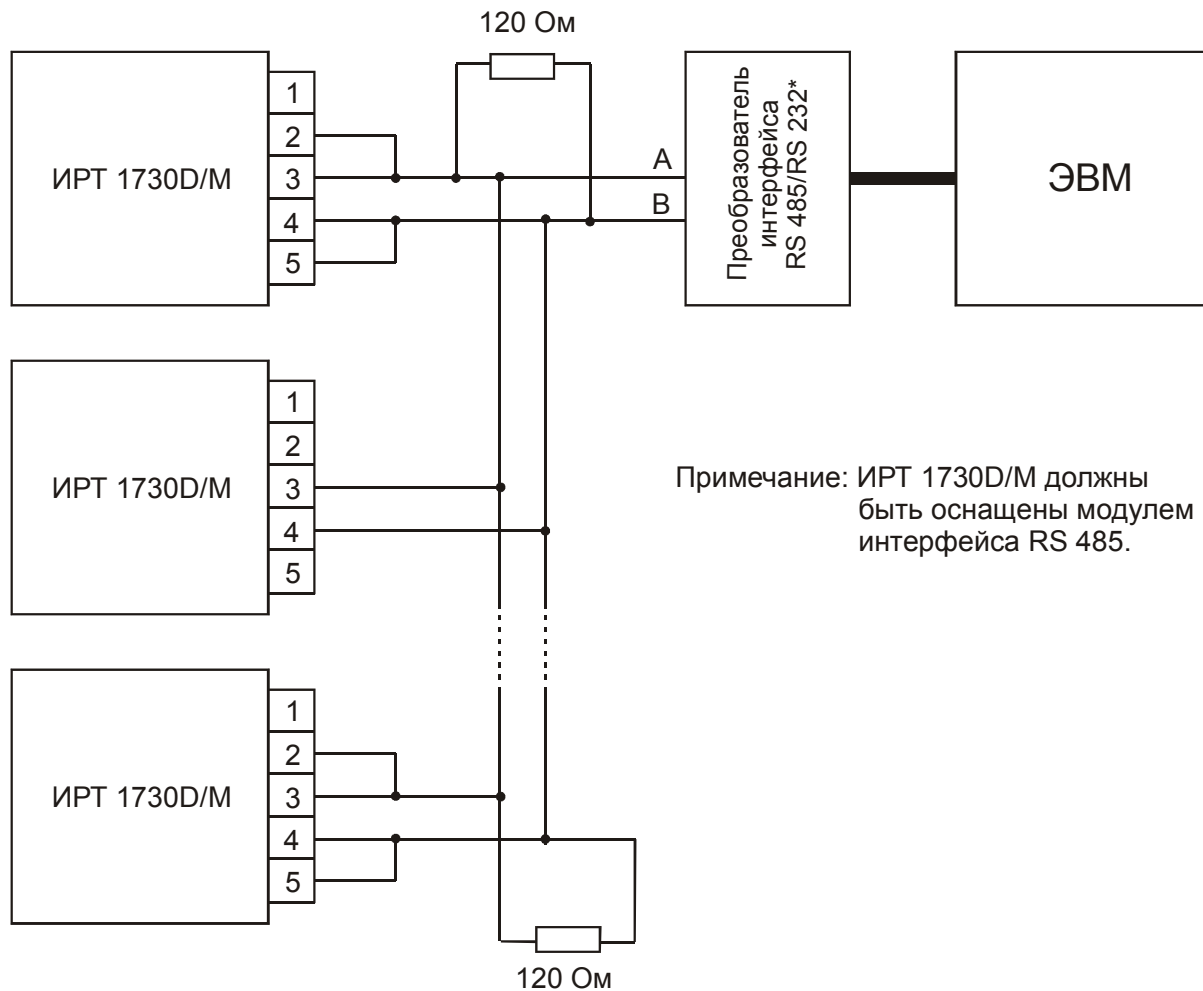 120 Ом
ИРТ 1730D/М
1
2
3
4
5
A
B
Преобразователь
интерфейса
RS 485/RS 232*
ЭВМ
ИРТ 1730D/М
1
2
3
4
5
Примечание: ИРТ 1730D/М должны
быть оснащены модулем
интерфейса RS 485.
ИРТ 1730D/М
1
2
3
4
5
120 Ом